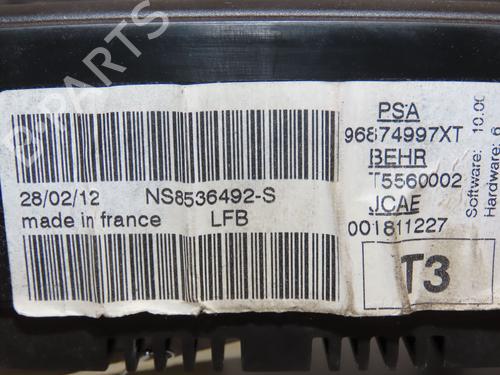 B-PARTS
PSA
96874997XT
BEHR
T5560002
JCAE
001811227
T3
28/02/12 NS8536492-S
made in france LFB
Software: 10.00
Hardware: 6